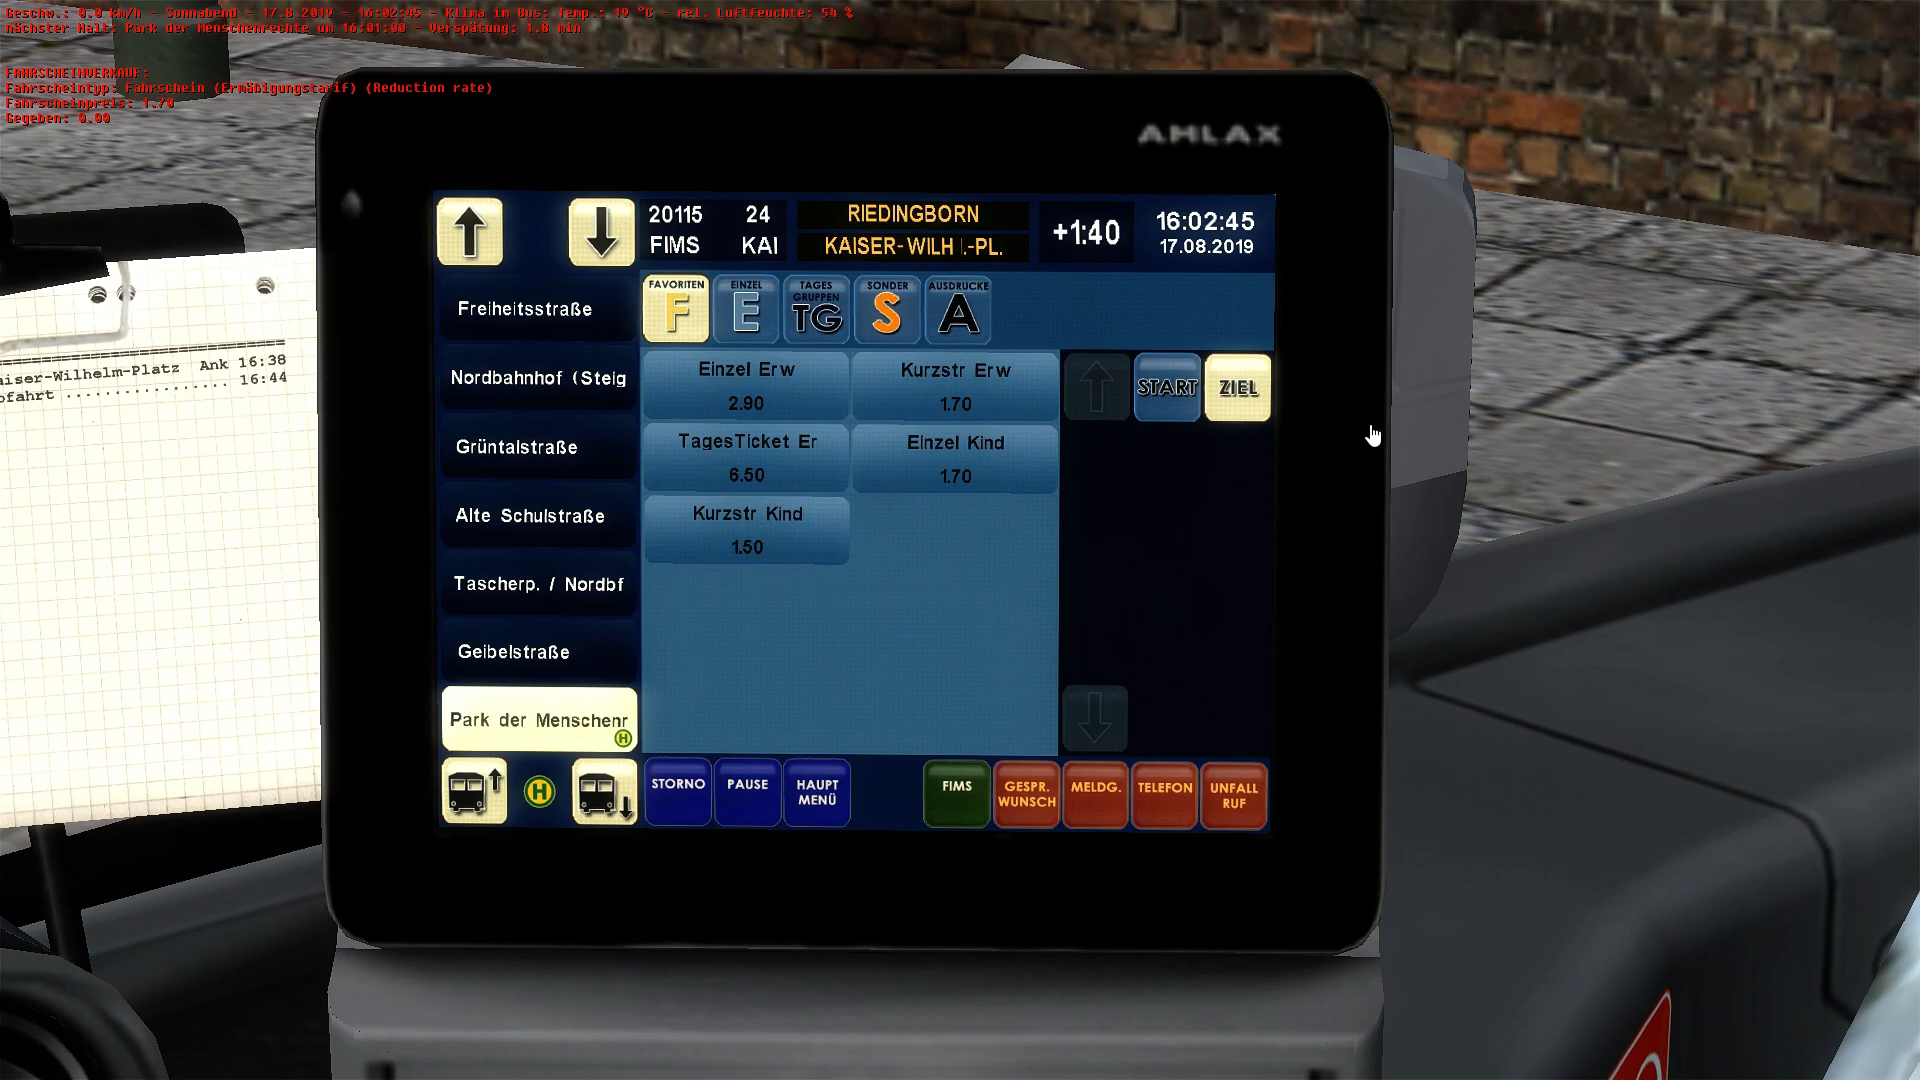 Geschw.: 0.0 km/h - Sonnabend - 17.8.2019 - 16:02:45 - Klima im Bus: Temp.: 19 °C - rel. Luftfeuchte: 54 %
nächster Halt: Park der Menschenrechte um 16:01:00 - Verspätung: 1.8 min
FAHRSCHEINVERKAUF:
Fahrscheintyp: Fahrschein (Ermäßigungstarif) (Reduction rate)
Fahrscheinpreis: 1.70
Gegeben: 0.00
AHLAX
20115 24 RIEDINGBORN +1:40 16:02:45
FIMS KAI KAISER-WILH .-PL. 17.08.2019
Freiheitsstraße
Nordbahnhof (Steig
Grüntalstraße
Alte Schulstraße
Tascherp. / Nordbf
Geibelstraße
Park der Menschenr
H
FAVORITEN
F
EINZEL
E
TAGES
GRUPPEN
TG
SONDER
S
AUSDRUCKE
A
Einzel Erw
2.90
Kurzstr Erw
1.70
TagesTicket Er
6.50
Einzel Kind
1.70
Kurzstr Kind
1.50
START
ZIEL
H
STORNO
PAUSE
HAUPT
MENÜ
FIMS
GESPR.
WUNSCH
MELDG.
TELEFON
UNFALL
RUF
aiser-Wilhelm-Platz Ank 16:38
ofahrt ................ 16:44